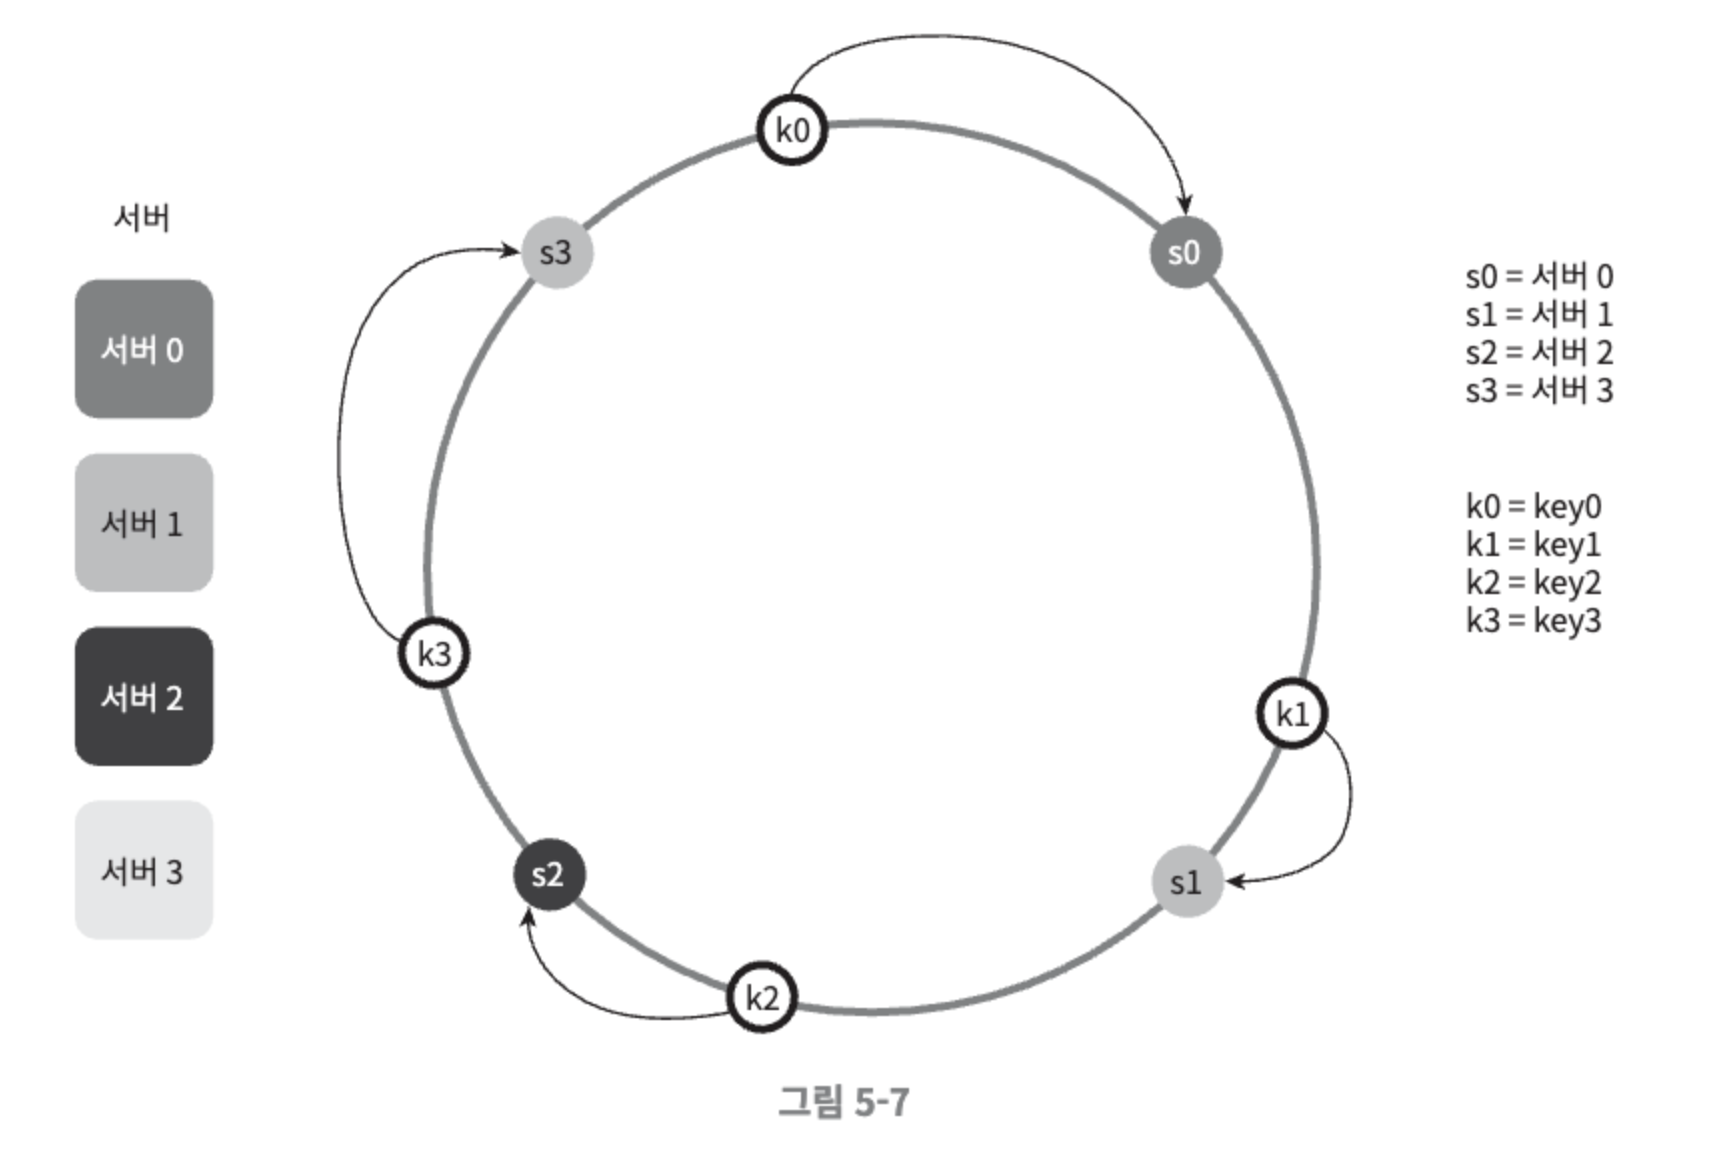 k0
서버
s3
s0
서버 0
s0 = 서버 0
s1 = 서버 1
s2 = 서버 2
s3 = 서버 3
서버 1
k0 = key0
k1 = key1
k2 = key2
k3 = key3
k3
서버 2
k1
서버 3
s2
s1
k2
그림 5-7